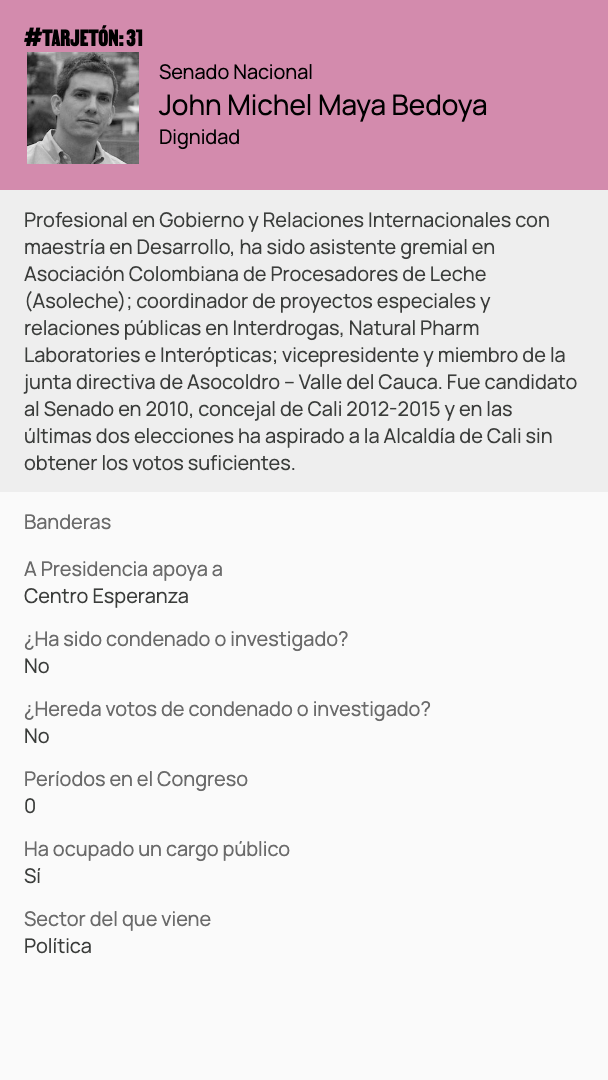 #TARJETÓN: 31
Senado Nacional
John Michel Maya Bedoya
Dignidad
Profesional en Gobierno y Relaciones Internacionales con
maestría en Desarrollo, ha sido asistente gremial en
Asociación Colombiana de Procesadores de Leche
(Asoleche); coordinador de proyectos especiales y
relaciones públicas en Interdrogas, Natural Pharm
Laboratories e Interópticas; vicepresidente y miembro de la
junta directiva de Asocoldro – Valle del Cauca. Fue candidato
al Senado en 2010, concejal de Cali 2012-2015 y en las
últimas dos elecciones ha aspirado a la Alcaldía de Cali sin
obtener los votos suficientes.
Banderas
A Presidencia apoya a
Centro Esperanza
¿Ha sido condenado o investigado?
No
¿Hereda votos de condenado o investigado?
No
Períodos en el Congreso
0
Ha ocupado un cargo público
Sí
Sector del que viene
Política